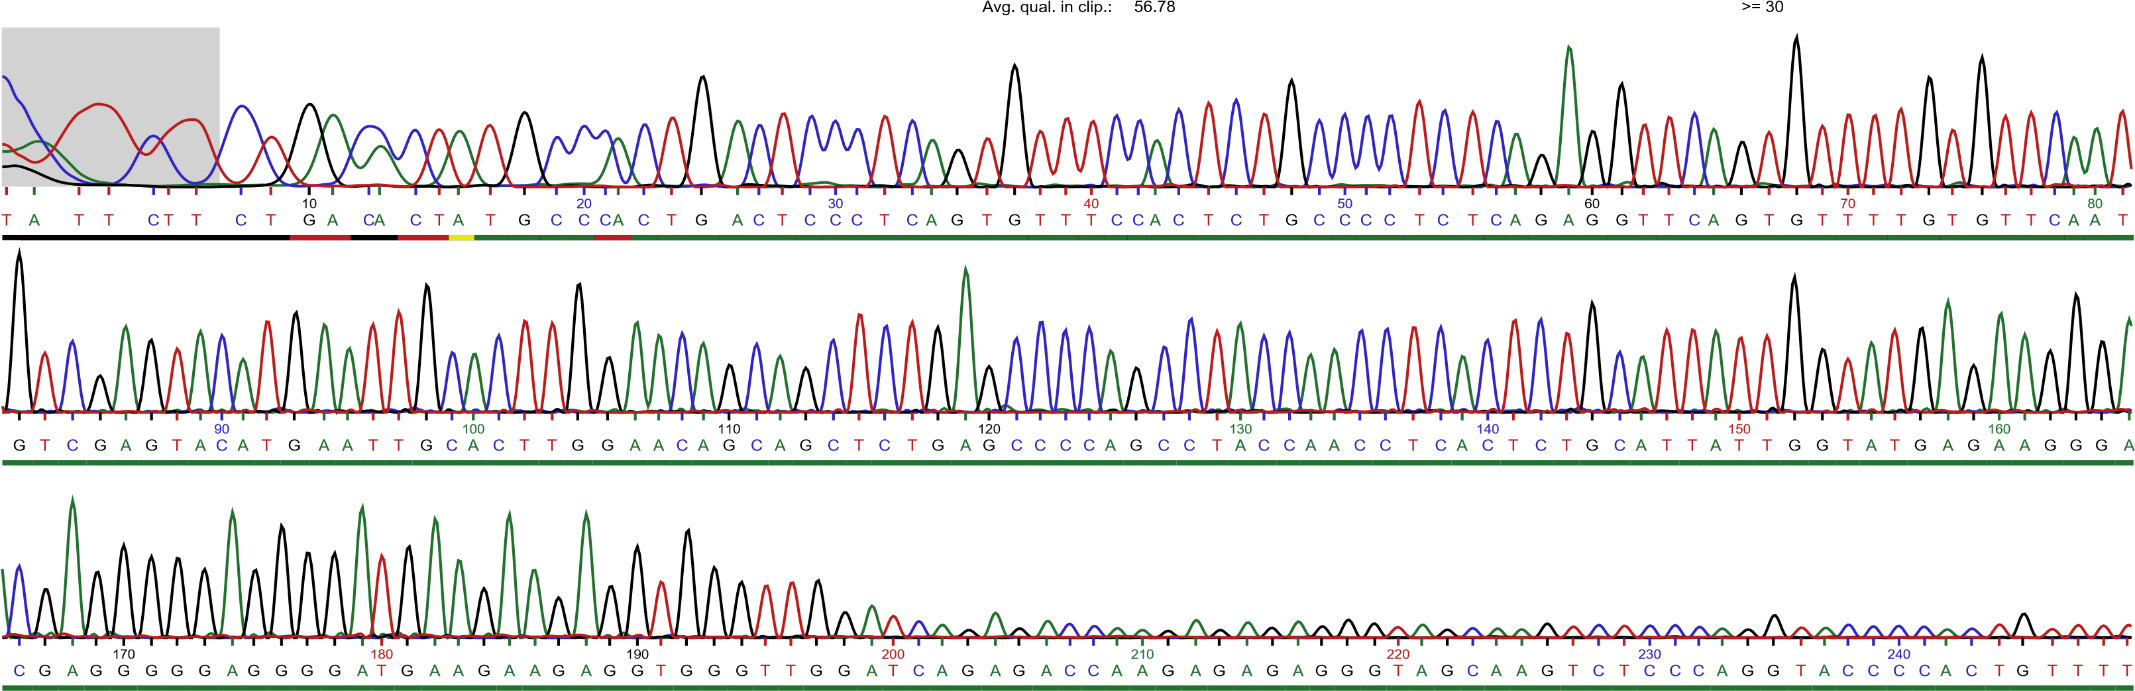 Avg. qual. in clip.: 56.78 >= 30
10 20 30 40 50 60 70 80
T A T T C T T C T G A C A C T A T G C C C A C T G A C T C C C T C A G T G T T T C C A C T C T G C C C C T C T C A G A G G T T C A G T G T T T T G T G T T C A A T
90 100 110 120 130 140 150 160
G T C G A G T A C A T G A A T T G C A C T T G G A A C A G C A G C T C T G A G C C C C A G C C T A C C A A C C T C A C T C T G C A T T A T T G G T A T G A G A A G G G A
170 180 190 200 210 220 230 240
C G A G G G G G A G G G G A T G A A G A A G A G G T G G G T T G G A T C A G A G A C C A A G A G A G A G G G T A G C A A G T C T C C C A G G T A C C C C A C T G T T T T